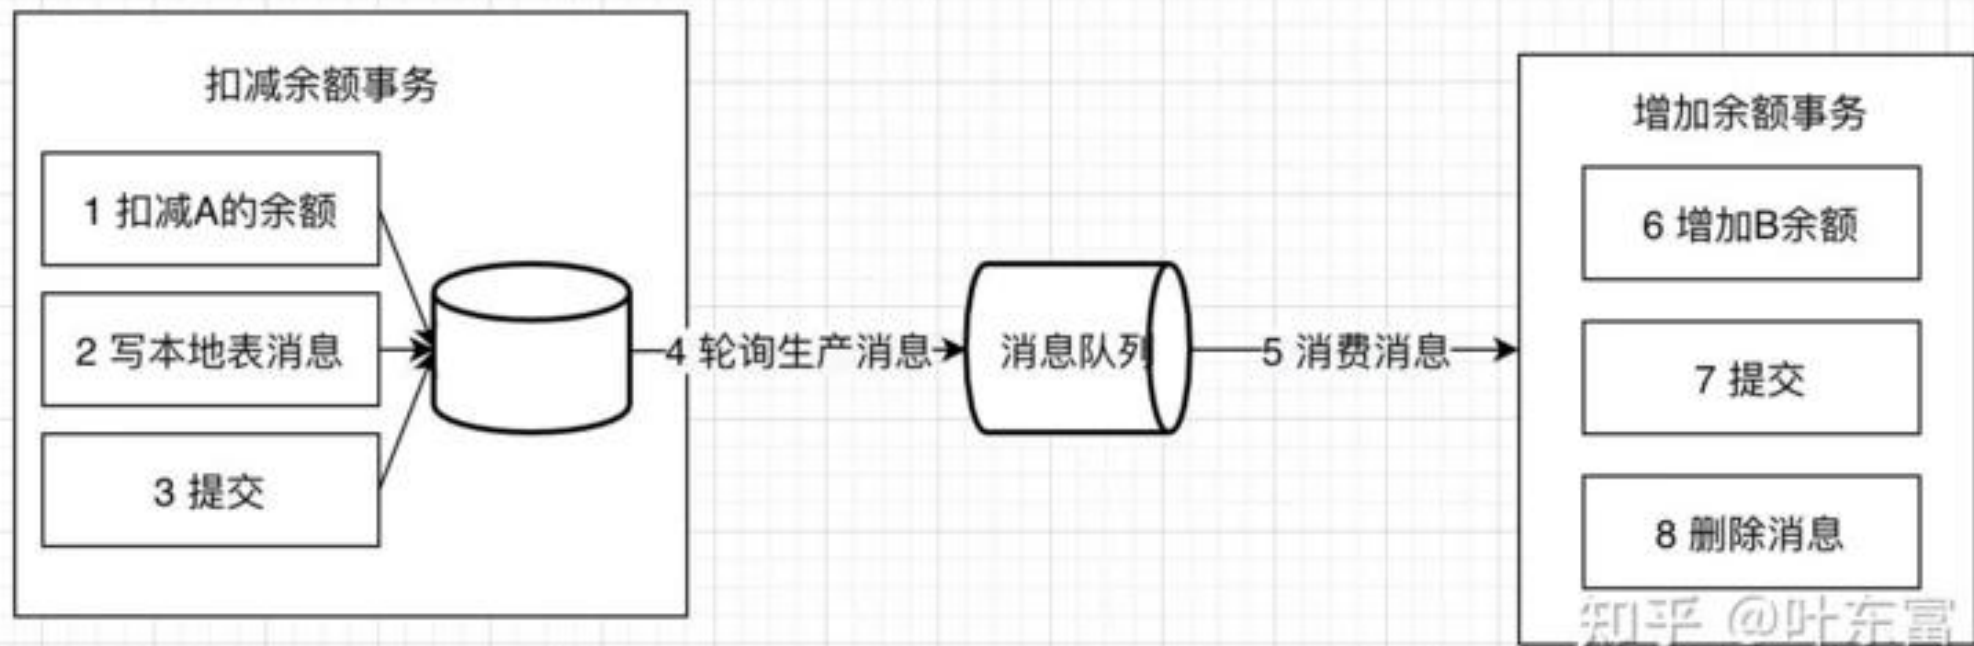 扣减余额事务
1 扣减A的余额
2 写本地表消息
3 提交
4 轮询生产消息
消息队列
5 消费消息
增加余额事务
6 增加B余额
7 提交
8 删除消息
知乎 @叶东富